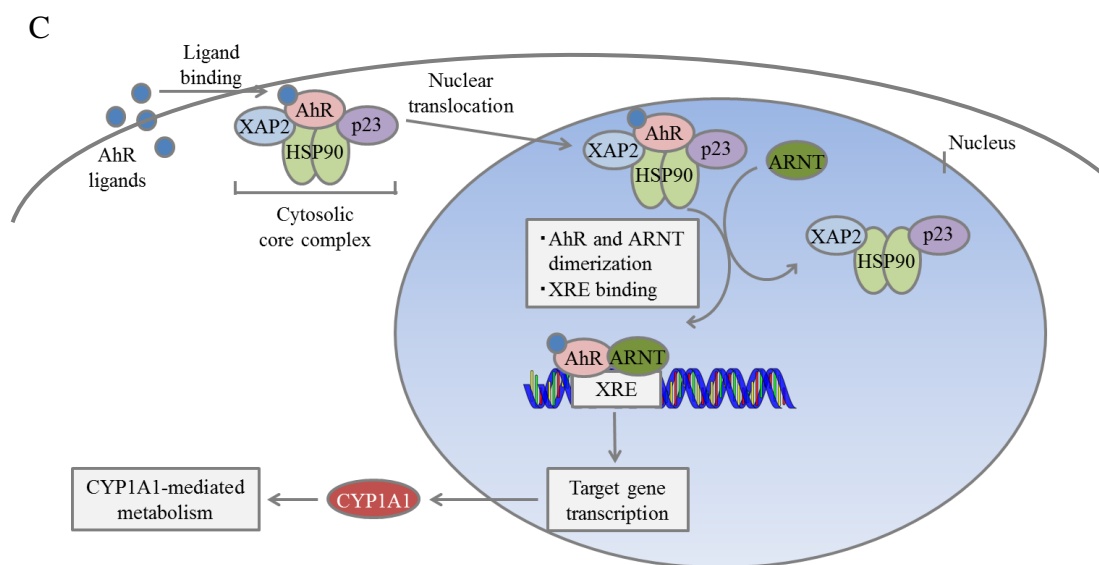 C
Ligand
binding
AhR
ligands
XAP2
AhR
p23
HSP90
Cytosolic
core complex
Nuclear
translocation
XAP2
AhR
p23
HSP90
ARNT
Nucleus
・AhR and ARNT
dimerization
・XRE binding
XAP2
p23
HSP90
AhR
ARNT
XRE
Target gene
transcription
CYP1A1
CYP1A1-mediated
metabolism